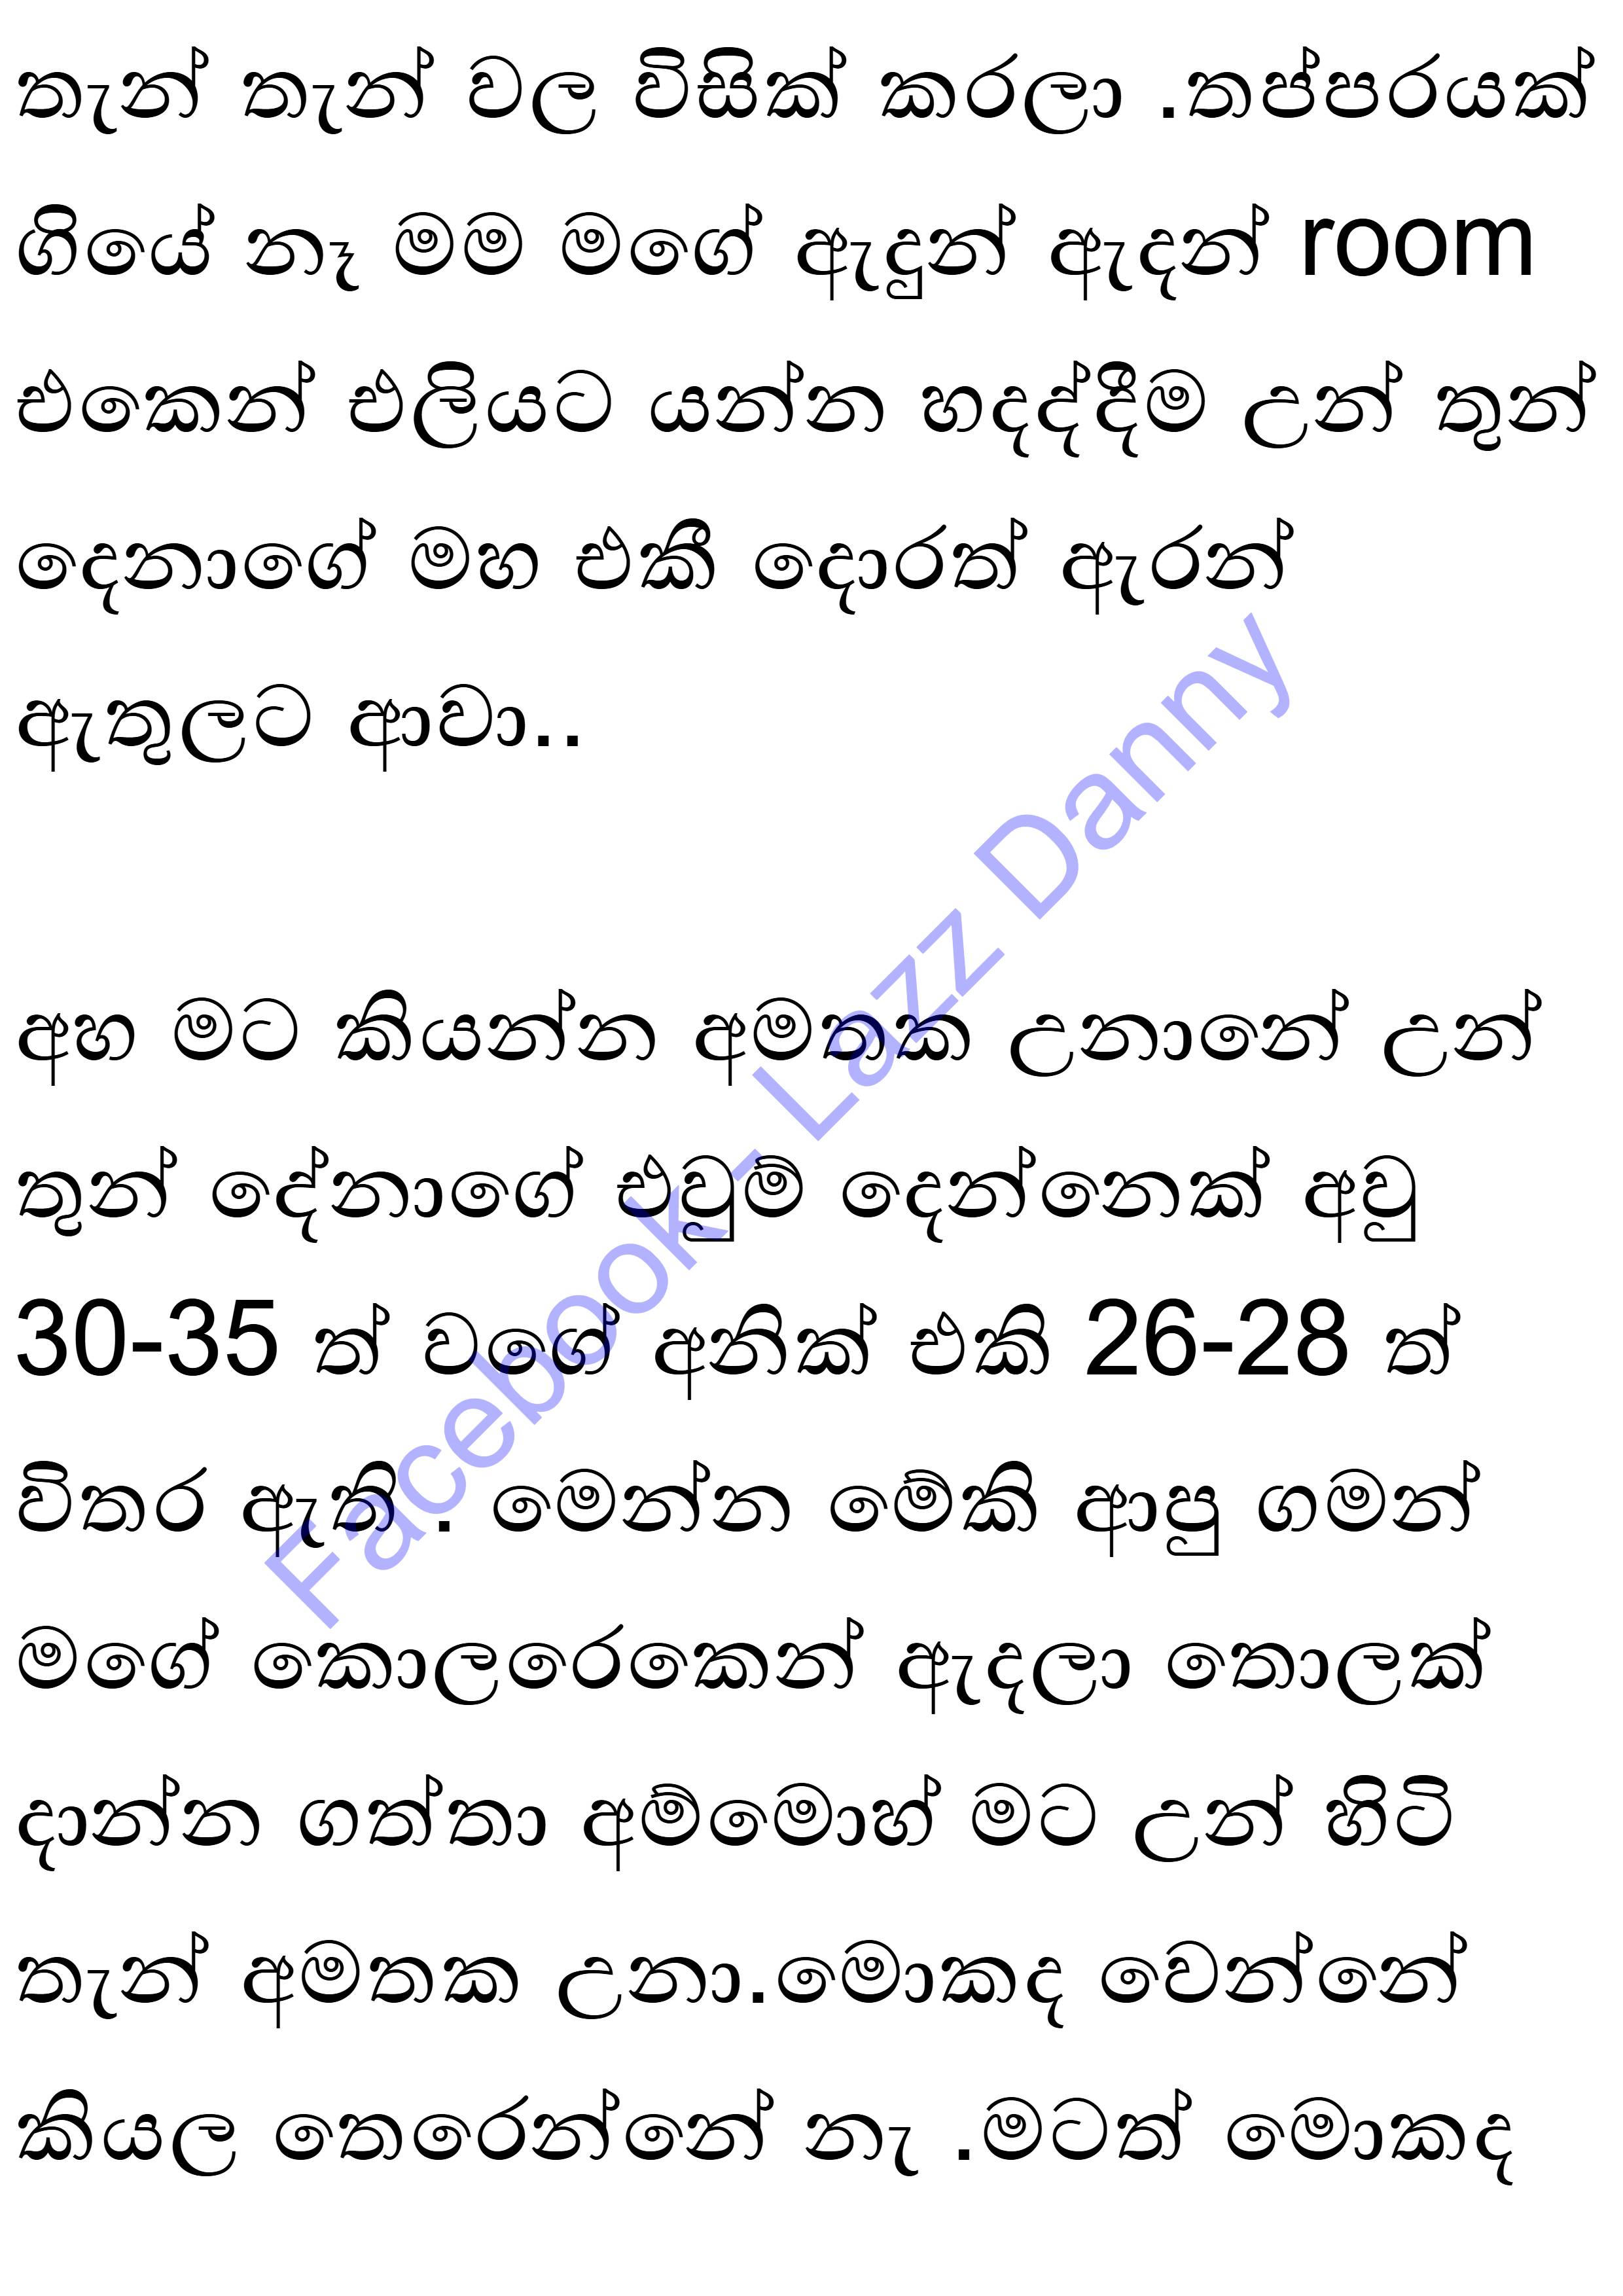 තැන් තැන් වල විසික් කරලා .තප්පරයක්
ගියේ නෑ මම මගේ ඇදුන් ඇදන් room
එකෙන් එලියට යන්න හදද්දීම උන් තුන්
දෙනාගේ මහ එකී දොරත් ඇරන්
ඇතුලට ආවා..
අහ මට කියන්න අමතක උනානේ උන්
තුන් දේනාගේ එවුම් දෙන්නෙක් අවු
30-35 ත් වගේ අනික් එකි 26-28 ත්
විතර ඇති . මෙන්න මේකි ආපු ගමන්
මගේ කොලරෙකෙන් ඇදලා තොලක්
දාන්න ගත්තා අම්මොහ් මට උන් හිටි
තැන් අමතක උනා.මොකද වෙන්නේ
කියල තෙරෙන්නේ නැ .මටත් මොකද
Facebook - Lazz Danny